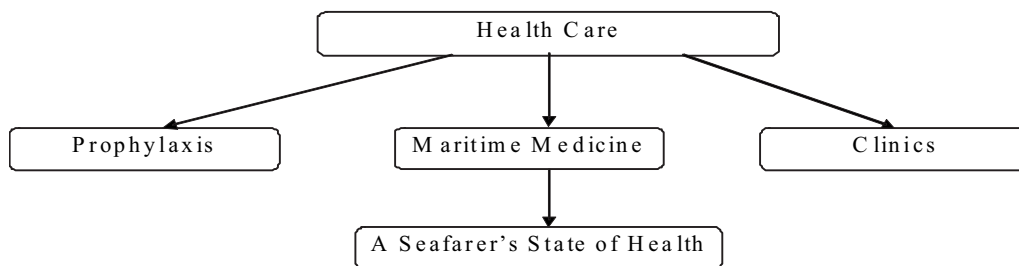 Health Care
Prophylaxis
Maritime Medicine
Clinics
A Seafarer’s State of Health